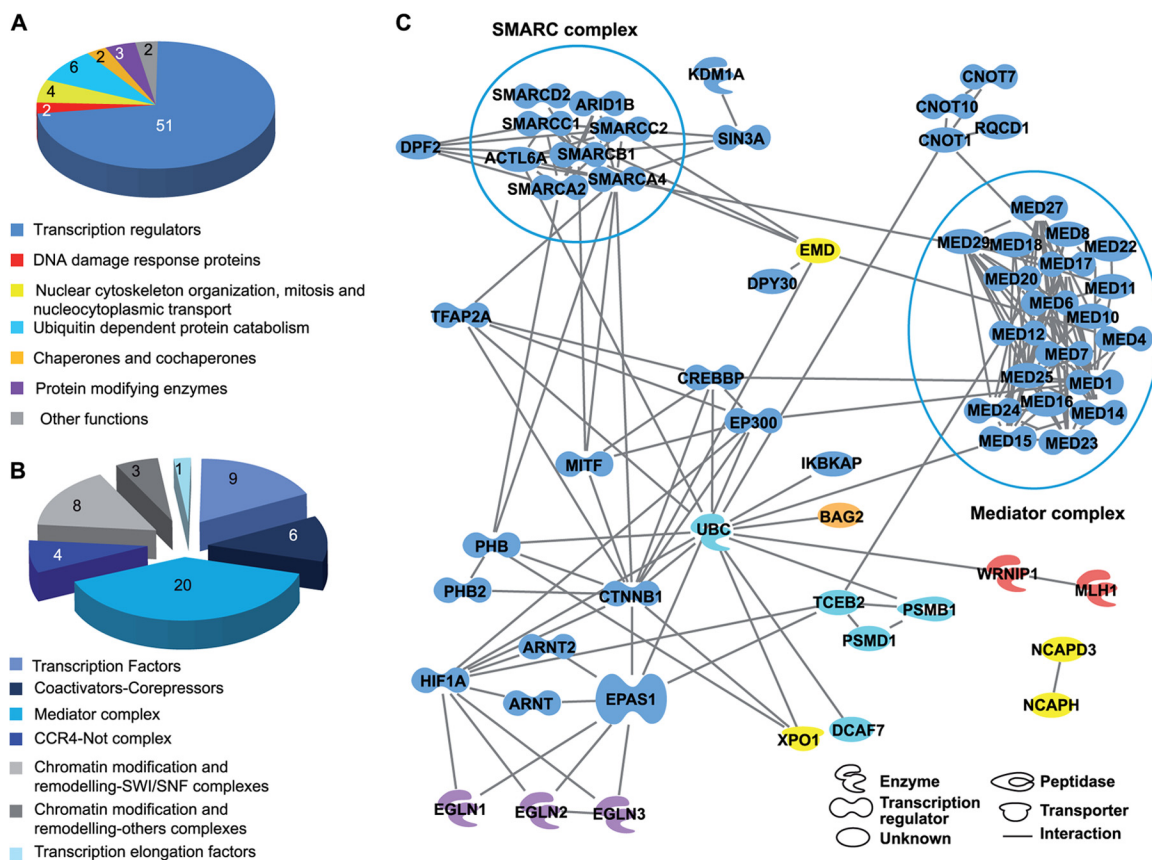 A
2
3
2
6
4
2
51
Transcription regulators
DNA damage response proteins
Nuclear cytoskeleton organization, mitosis and
nucleocytoplasmic transport
Ubiquitin dependent protein catabolism
Chaperones and cochaperones
Protein modifying enzymes
Other functions
B
3
1
9
8
6
4
20
Transcription Factors
Coactivators-Corepressors
Mediator complex
CCR4-Not complex
Chromatin modification and
remodelling-SWI/SNF complexes
Chromatin modification and
remodelling-others complexes
Transcription elongation factors
C
SMARC complex
KDM1A
CNOT7
SMARCD2
ARID1B
CNOT10
SMARCC1
SMARCC2
RQCD1
DPF2
SIN3A
CNOT1
ACTL6A
SMARCB1
SMARCA2
SMARCA4
MED27
MED8
MED29
MED18
MED22
EMD
MED17
DPY30
MED20
MED11
MED6
TFAP2A
MED10
MED12
MED4
MED7
CREBBP
MED25
MED1
MED16
MED24
MED14
EP300
MED15
MED23
MITF
IKBKAP
Mediator complex
BAG2
UBC
PHB
WRNIP1
MLH1
PHB2
CTNNB1
TCEB2
PSMB1
PSMD1
ARNT2
NCAPD3
HIF1A
ARNT
EPAS1
NCAPH
DCAF7
XPO1
EGLN1
EGLN2
EGLN3
Enzyme
Peptidase
Transcription
regulator
Transporter
Unknown
Interaction